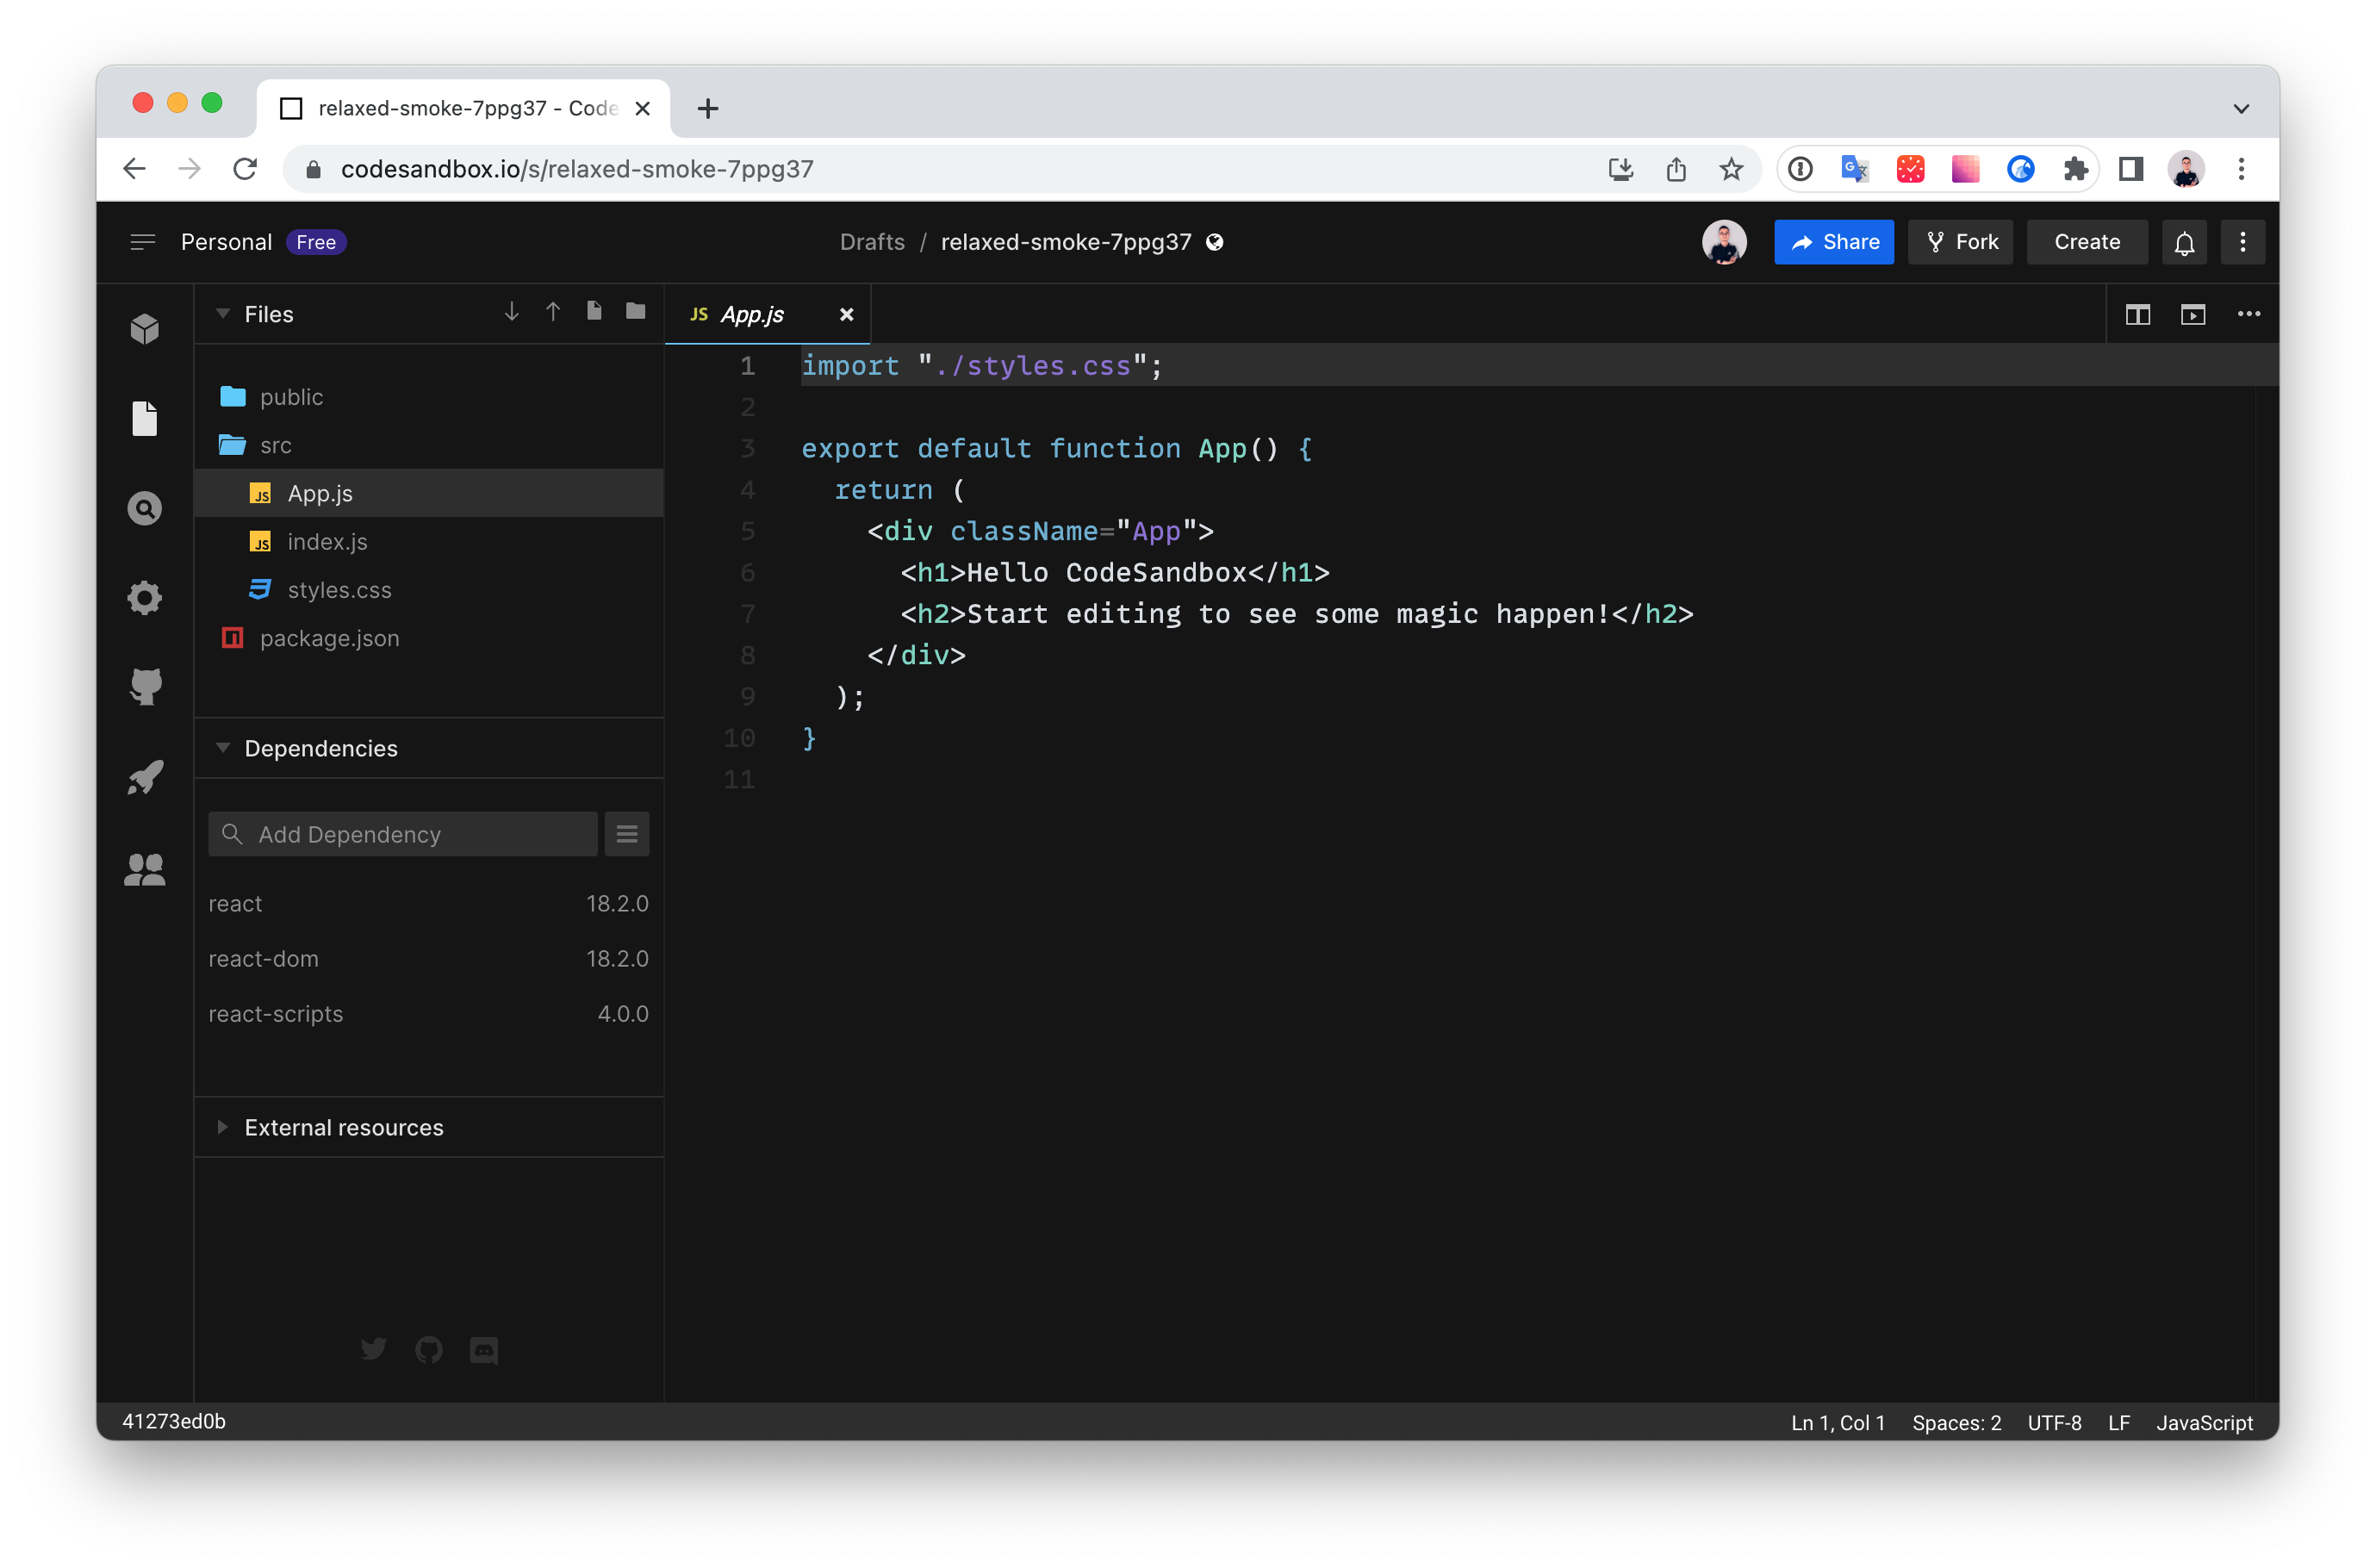 relaxed-smoke-7ppg37 - Code
codesandbox.io/s/relaxed-smoke-7ppg37
Personal Free
Drafts / relaxed-smoke-7ppg37
Share Fork Create
Files
public
src
JS App.js
JS index.js
styles.css
package.json
Dependencies
Add Dependency
react 18.2.0
react-dom 18.2.0
react-scripts 4.0.0
External resources
JS App.js
1 import "./styles.css";
2
3 export default function App() {
4 return (
5 <div className="App">
6 <h1>Hello CodeSandbox</h1>
7 <h2>Start editing to see some magic happen!</h2>
8 </div>
9 );
10 }
11
41273ed0b
Ln 1, Col 1 Spaces: 2 UTF-8 LF JavaScript